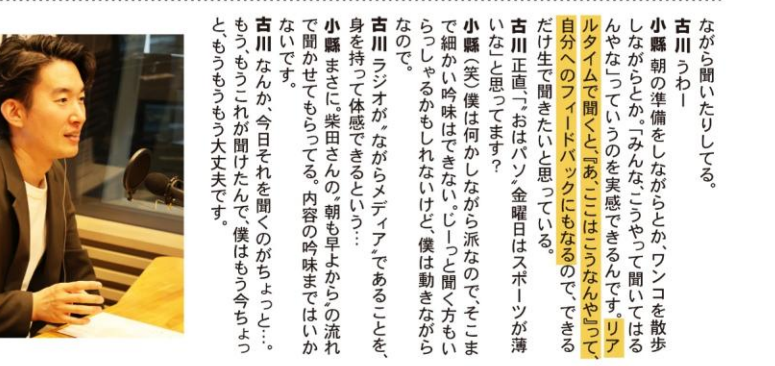 ながら聞いたりしてる。
古川 うわー
小縣 朝の準備をしながらとか、ワンコを散歩
しながらとか。「みんな、こうやって聞いてはる
んやな」っていうのを実感できるんです。リア
ルタイムで聞くと、『あ、ここはこうなんや』って、
自分へのフィードバックにもなるので、できる
だけ生で聞きたいと思っている。
古川 正直、「〝おはパソ〟金曜日はスポーツが薄
いな」と思ってます?
小縣 (笑)僕は何かしながら派なので、そこま
で細かい吟味はできない。じーっと聞く方もい
らっしゃるかもしれないけど、僕は動きながら
なので。
古川 ラジオが〝ながらメディア〟であることを、
身を持って体感できるという…
小縣 まさに。柴田さんの〝朝も早よから〟の流れ
で聞かせてもらってる。内容の吟味まではいか
ないです。
古川 なんか、今日それを聞くのがちょっと…。
もう、もうこれが聞けたんで、僕はもう今ちょっ
と、もうもうもう大丈夫です。